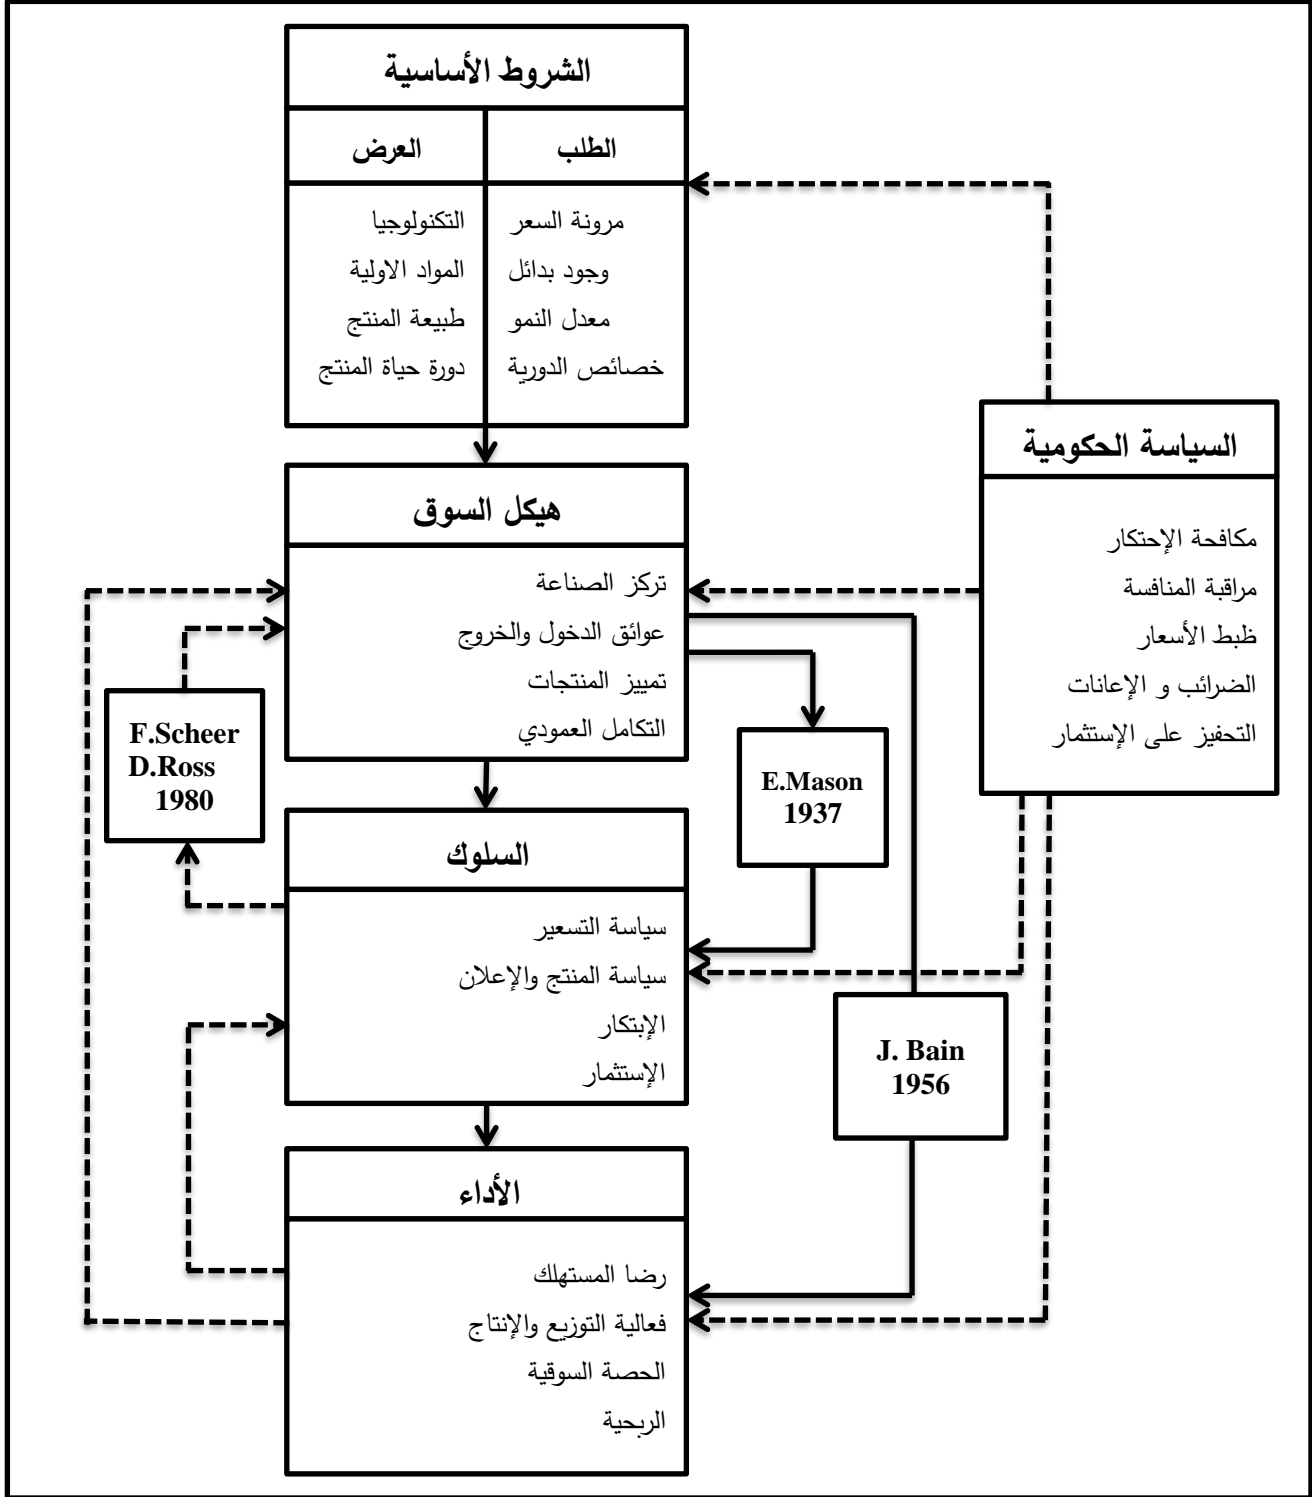 الشروط الأساسية
الطلب
العرض
مرونة السعر
وجود بدائل
معدل النمو
خصائص الدورية
التكنولوجيا
المواد الاولية
طبيعة المنتج
دورة حياة المنتج
السياسة الحكومية
مكافحة الإحتكار
مراقبة المنافسة
ظبط الأسعار
الضرائب و الإعانات
التحفيز على الإستثمار
هيكل السوق
تركز الصناعة
عوائق الدخول والخروج
تمييز المنتجات
التكامل العمودي
F.Scheer
D.Ross
1980
E.Mason
1937
السلوك
سياسة التسعير
سياسة المنتج والإعلان
الإبتكار
الإستثمار
J. Bain
1956
الأداء
رضا المستهلك
فعالية التوزيع والإنتاج
الحصة السوقية
الربحية